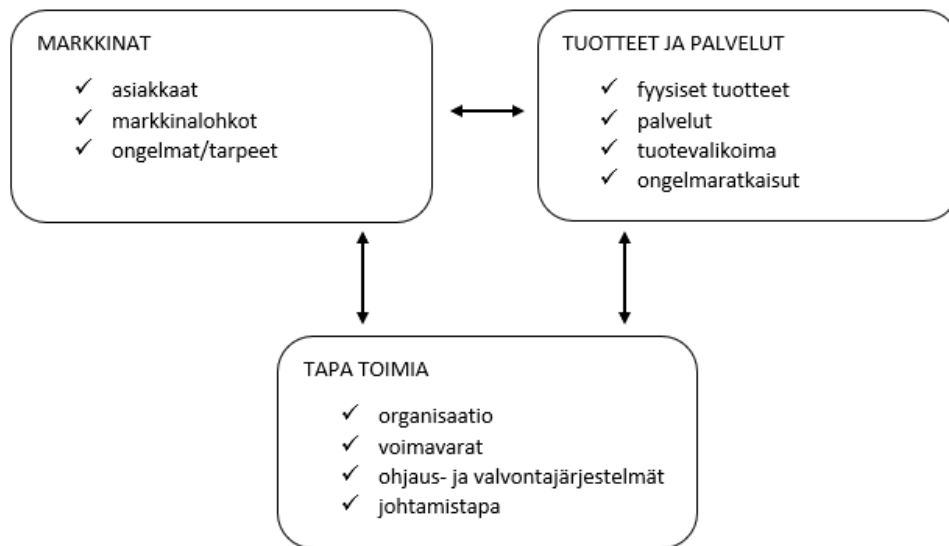 MARKKINAT
✓ asiakkaat
✓ markkinalohkot
✓ ongelmat/tarpeet
TUOTTEET JA PALVELUT
✓ fyysiset tuotteet
✓ palvelut
✓ tuotevalikoima
✓ ongelmaratkaisut
TAPA TOIMIA
✓ organisaatio
✓ voimavarat
✓ ohjaus- ja valvontajärjestelmät
✓ johtamistapa